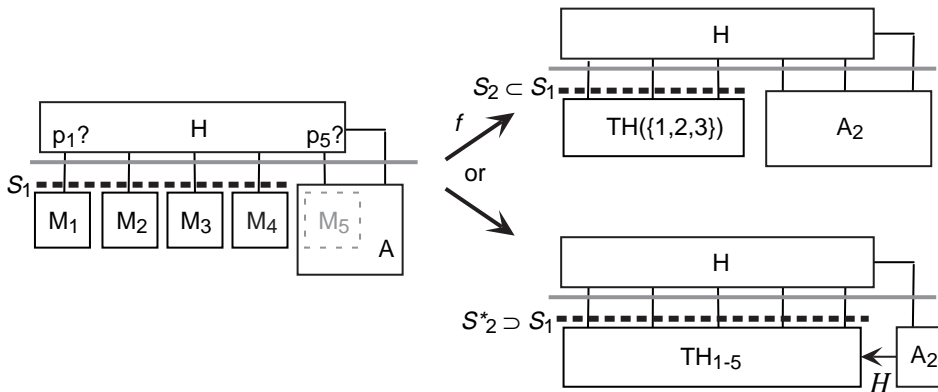 H
p₁?
p₅?
S₁
M₁
M₂
M₃
M₄
M₅
A
f
or
H
S₂ ⊂ S₁
TH({1,2,3})
A₂
H
S*₂ ⊃ S₁
TH₁₋₅
A₂
H